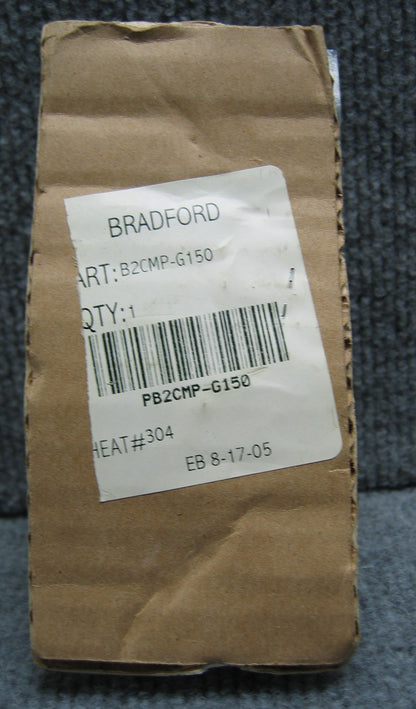 BRADFORD
ART: B2CMP-G150
QTY: 1
PB2CMP-G150
HEAT# 304
EB 8-17-05